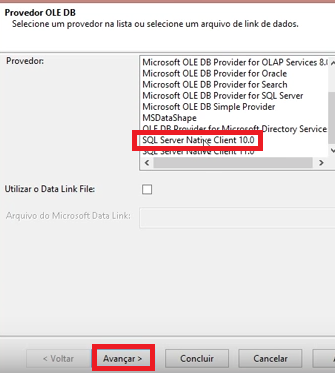 Provedor OLE DB
Selecione um provedor na lista ou selecione um arquivo de link de dados.
Provedor:
Microsoft OLE DB Provider for OLAP Services 8.0
Microsoft OLE DB Provider for Oracle
Microsoft OLE DB Provider for Search
Microsoft OLE DB Provider for SQL Server
Microsoft OLE DB Simple Provider
MSDataShape
OLE DB Provider for Microsoft Directory Service
SQL Server Native Client 10.0
SQL Server Native Client 11.0
Utilizar o Data Link File:
Arquivo do Microsoft Data Link:
< Voltar
Avançar >
Concluir
Cancelar